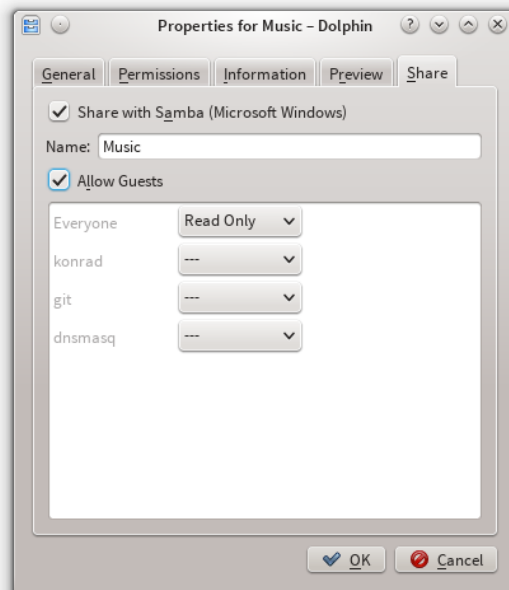 Properties for Music – Dolphin
General Permissions Information Preview Share
Share with Samba (Microsoft Windows)
Name: Music
Allow Guests
Everyone Read Only
konrad ---
git ---
dnsmasq ---
OK Cancel